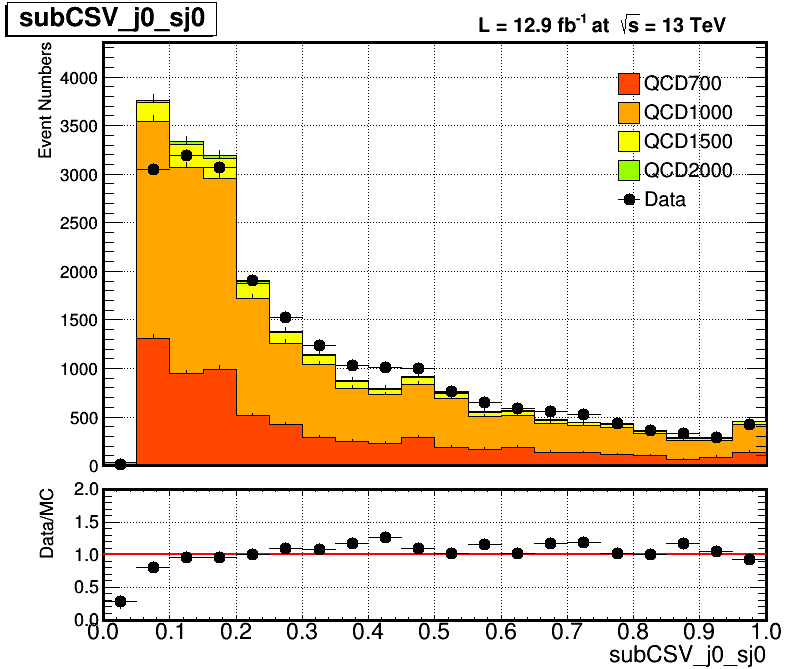 subCSV_j0_sj0
L = 12.9 fb⁻¹ at √s = 13 TeV
Event Numbers
4000
3500
3000
2500
2000
1500
1000
500
0
QCD700
QCD1000
QCD1500
QCD2000
Data
Data/MC
2.0
1.5
1.0
0.5
0.0
0.0 0.1 0.2 0.3 0.4 0.5 0.6 0.7 0.8 0.9 1.0
subCSV_j0_sj0